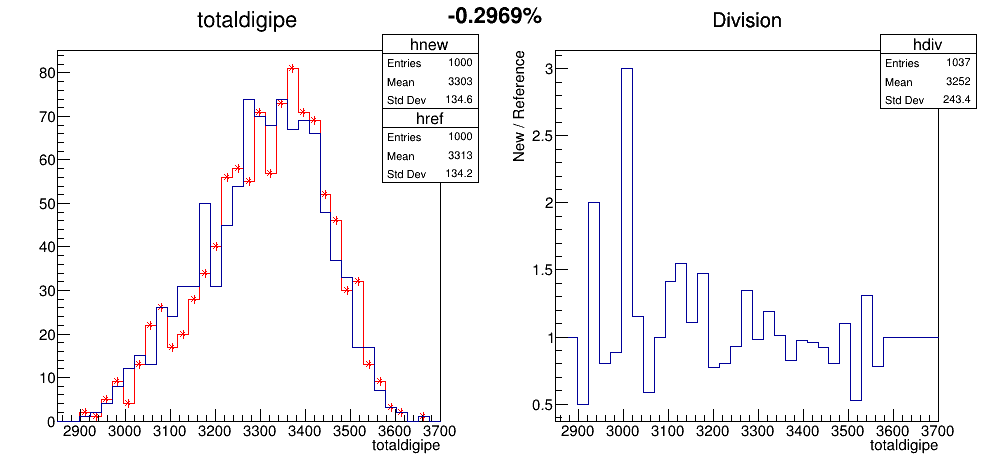 totaldigipe
-0.2969%
Division
hnew
Entries 1000
Mean 3303
Std Dev 134.6
href
Entries 1000
Mean 3313
Std Dev 134.2
80
70
60
50
40
30
20
10
0
2900 3000 3100 3200 3300 3400 3500 3600 3700
totaldigipe
hdiv
Entries 1037
Mean 3252
Std Dev 243.4
New / Reference
3
2.5
2
1.5
1
0.5
2900 3000 3100 3200 3300 3400 3500 3600 3700
totaldigipe